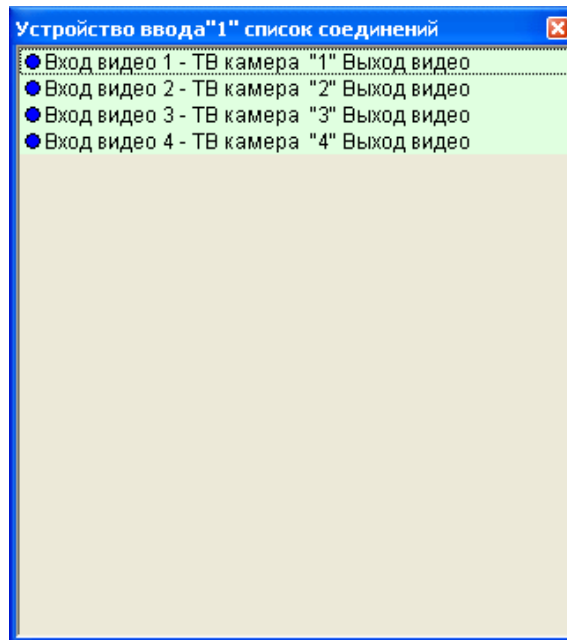 Устройство ввода"1" список соединений
Вход видео 1 - ТВ камера "1" Выход видео
Вход видео 2 - ТВ камера "2" Выход видео
Вход видео 3 - ТВ камера "3" Выход видео
Вход видео 4 - ТВ камера "4" Выход видео